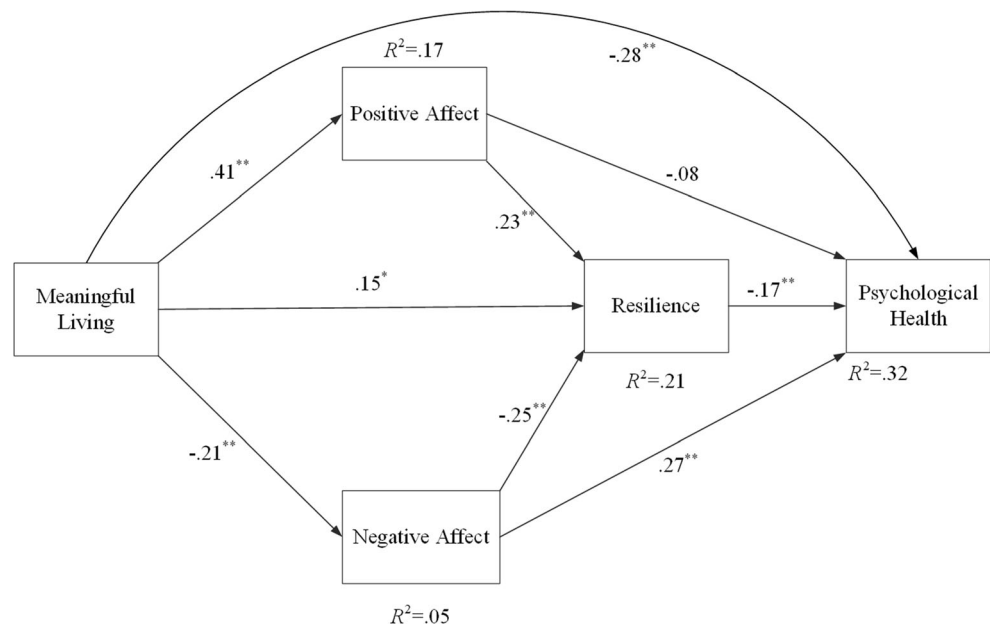 R²=.17
-.28**
Positive Affect
.41**
-.08
.23**
Meaningful
Living
.15*
Resilience
-.17**
Psychological
Health
R²=.21
R²=.32
-.25**
-.21**
.27**
Negative Affect
R²=.05